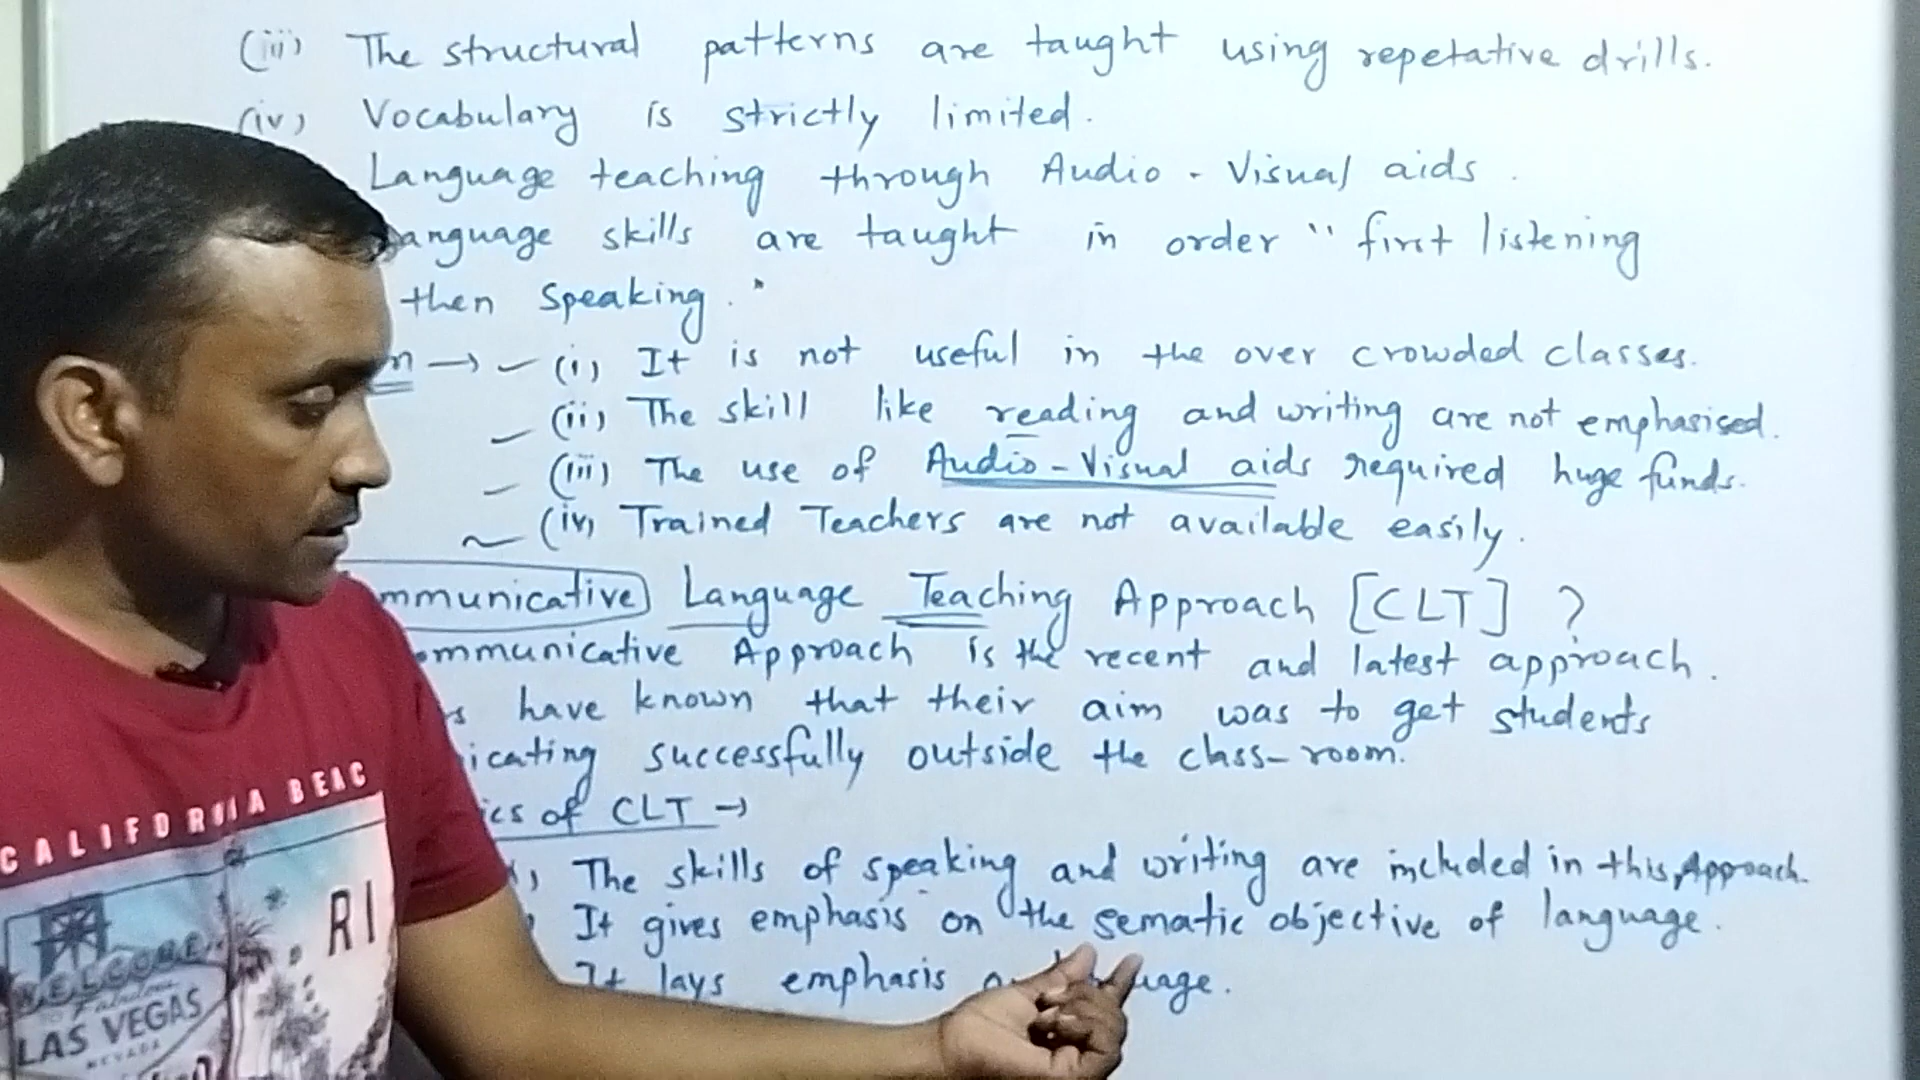 (iii) The structural patterns are taught using repetative drills.
(iv) Vocabulary is strictly limited.
Language teaching through Audio - Visual aids.
anguage skills are taught in order " first listening
then speaking."
n → (i) It is not useful in the over crowded classes.
(ii) The skill like reading and writing are not emphasised.
(iii) The use of Audio-Visual aids required huge funds.
(iv) Trained Teachers are not available easily.
mmunicative Language Teaching Approach [CLT] ?
ommunicative Approach is the recent and latest approach.
s have known that their aim was to get students
icating successfully outside the class-room.
ics of CLT →
The skills of speaking and writing are included in this Approach.
It gives emphasis on the sematic objective of language.
It lays emphasis uage.
CALIFORNIA BEAC
RI
WELCOME
Fabulous
LAS VEGAS
NEVADA